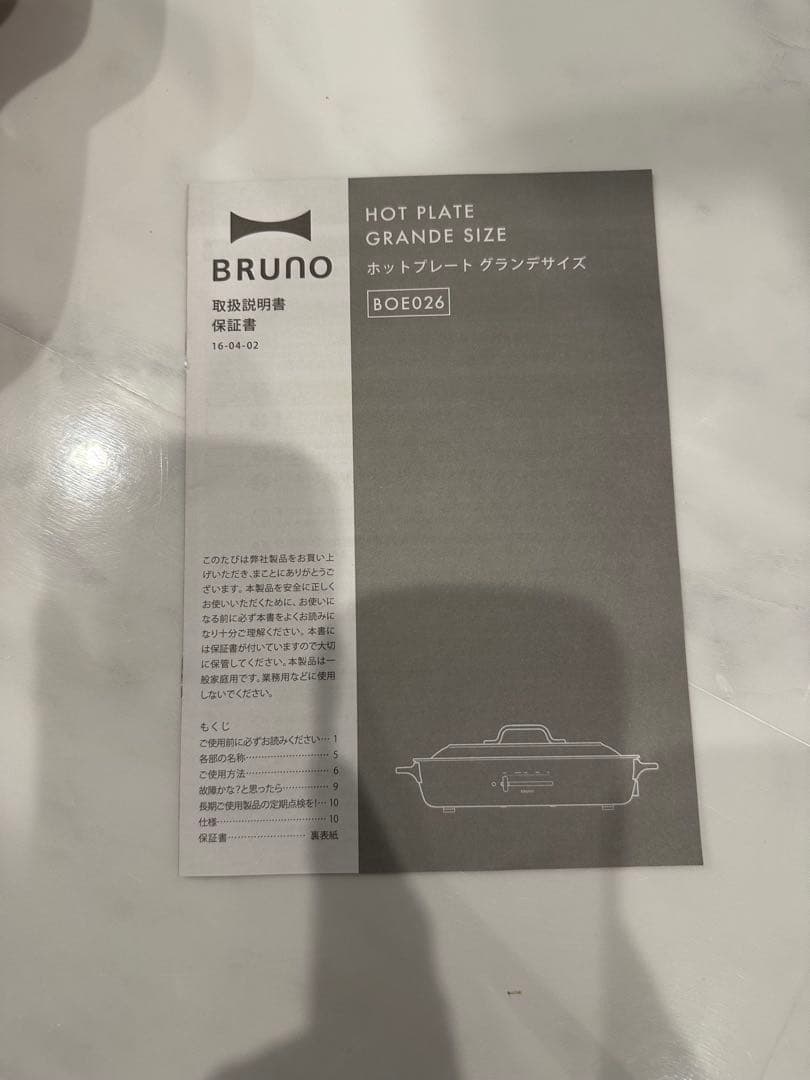 BRUNO
取扱説明書
保証書
16-04-02
HOT PLATE
GRANDE SIZE
ホットプレート グランデサイズ
BOE026
このたびは弊社製品をお買い上
げいただき、まことにありがとうご
ざいます。本製品を安全に正しく
お使いいただくために、お使いに
なる前に必ず本書をよくお読みに
なり十分ご理解ください。本書に
は保証書が付いていますので大切
に保管してください。本製品は一
般家庭用です。業務用などに使用
しないでください。
もくじ
ご使用前に必ずお読みください… 1
各部の名称………………………… 5
ご使用方法………………………… 6
故障かな?と思ったら…………… 9
長期ご使用製品の定期点検を!… 10
仕様………………………………… 10
保証書…………………… 裏表紙
BRUNO